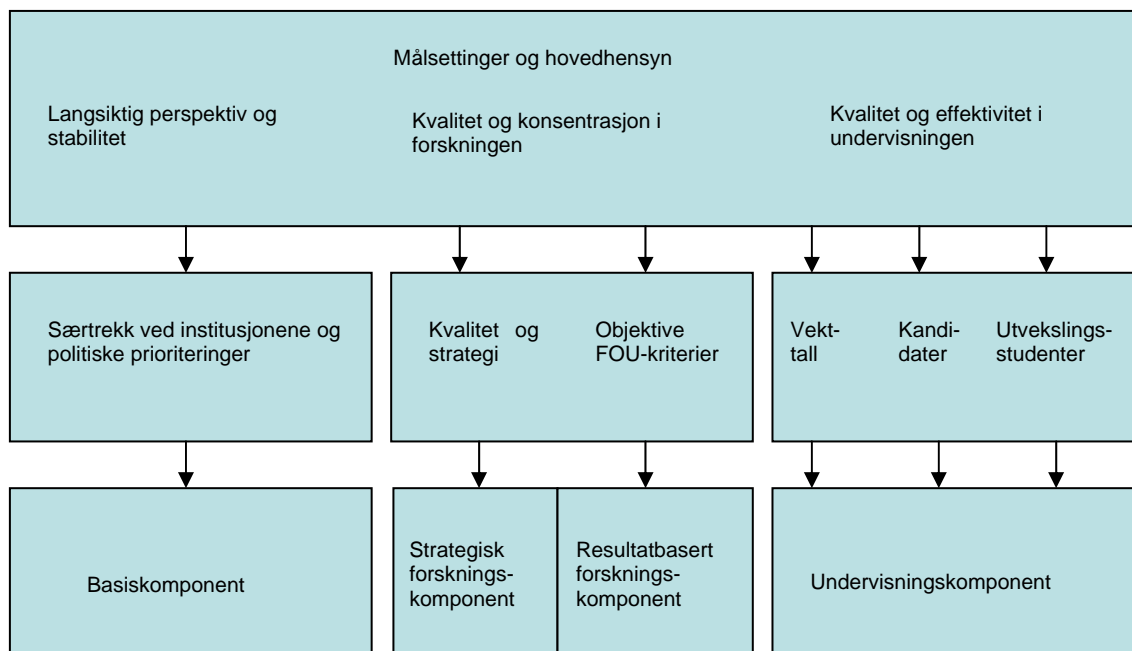 Målsettinger og hovedhensyn
Langsiktig perspektiv og
stabilitet
Kvalitet og konsentrasjon i
forskningen
Kvalitet og effektivitet i
undervisningen
Særtrekk ved institusjonene og
politiske prioriteringer
Kvalitet og
strategi
Objektive
FOU-kriterier
Vekt-
tall
Kandi-
dater
Utvekslings-
studenter
Basiskomponent
Strategisk
forsknings-
komponent
Resultatbasert
forsknings-
komponent
Undervisningskomponent